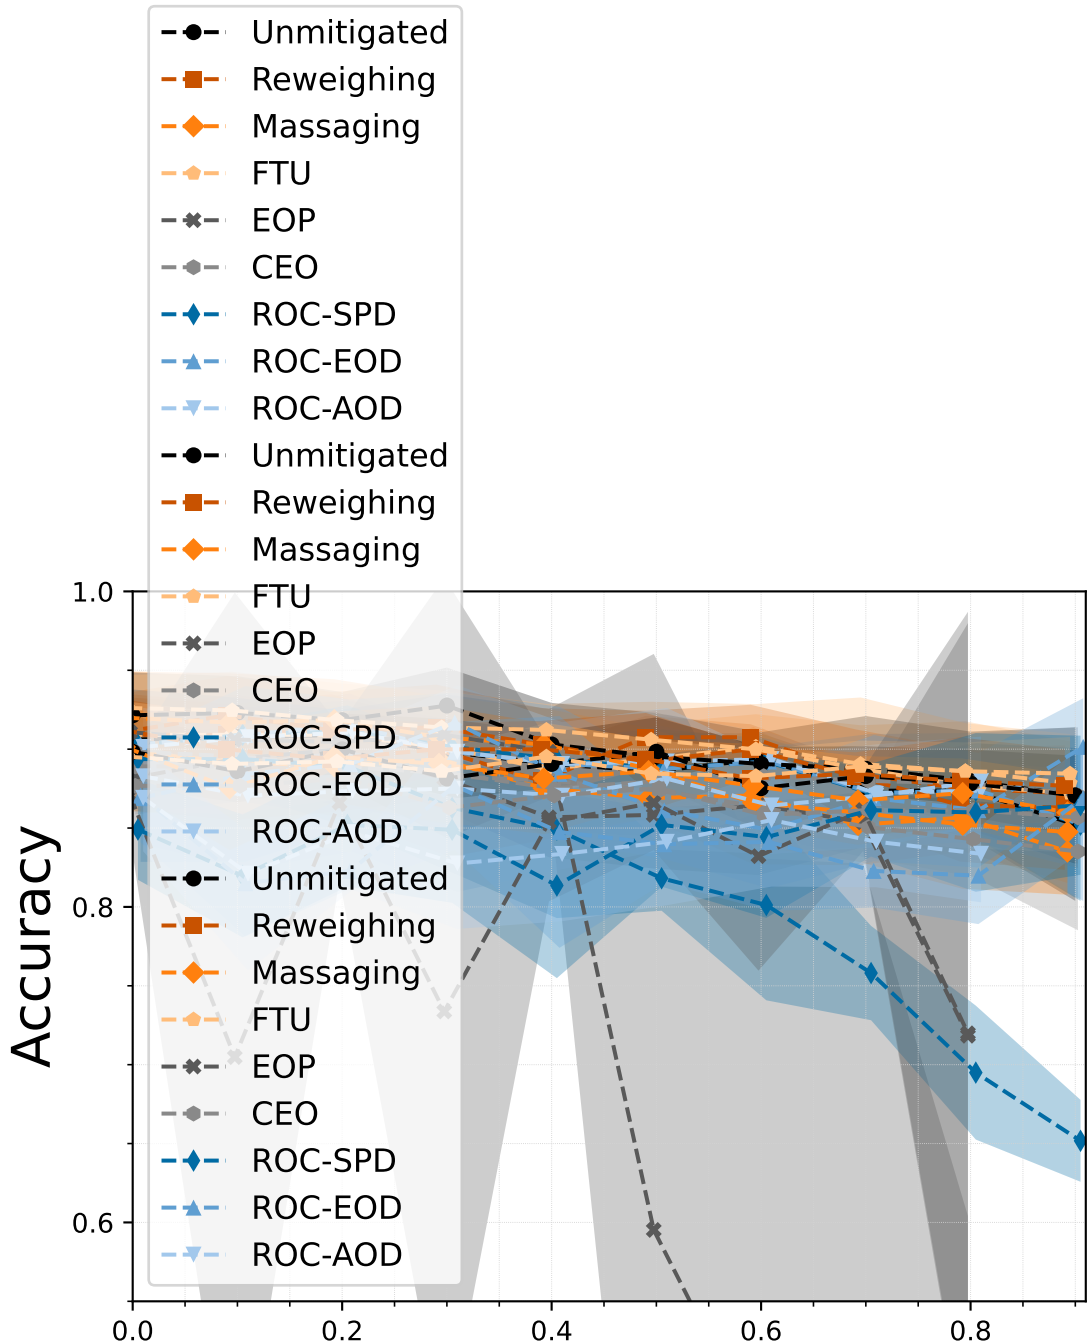 Unmitigated
Reweighing
Massaging
FTU
EOP
CEO
ROC-SPD
ROC-EOD
ROC-AOD
Unmitigated
Reweighing
Massaging
FTU
EOP
CEO
ROC-SPD
ROC-EOD
ROC-AOD
Unmitigated
Reweighing
Massaging
FTU
EOP
CEO
ROC-SPD
ROC-EOD
ROC-AOD
Accuracy
1.0
0.8
0.6
0.0 0.2 0.4 0.6 0.8